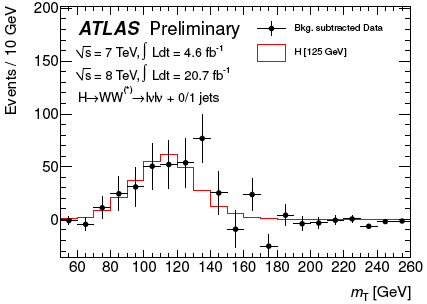 200
150
100
50
0
Events / 10 GeV
ATLAS Preliminary
√s = 7 TeV, ∫ Ldt = 4.6 fb⁻¹
√s = 8 TeV, ∫ Ldt = 20.7 fb⁻¹
H→WW(*)→lνlν + 0/1 jets
Bkg. subtracted Data
H [125 GeV]
60 80 100 120 140 160 180 200 220 240 260
mT [GeV]